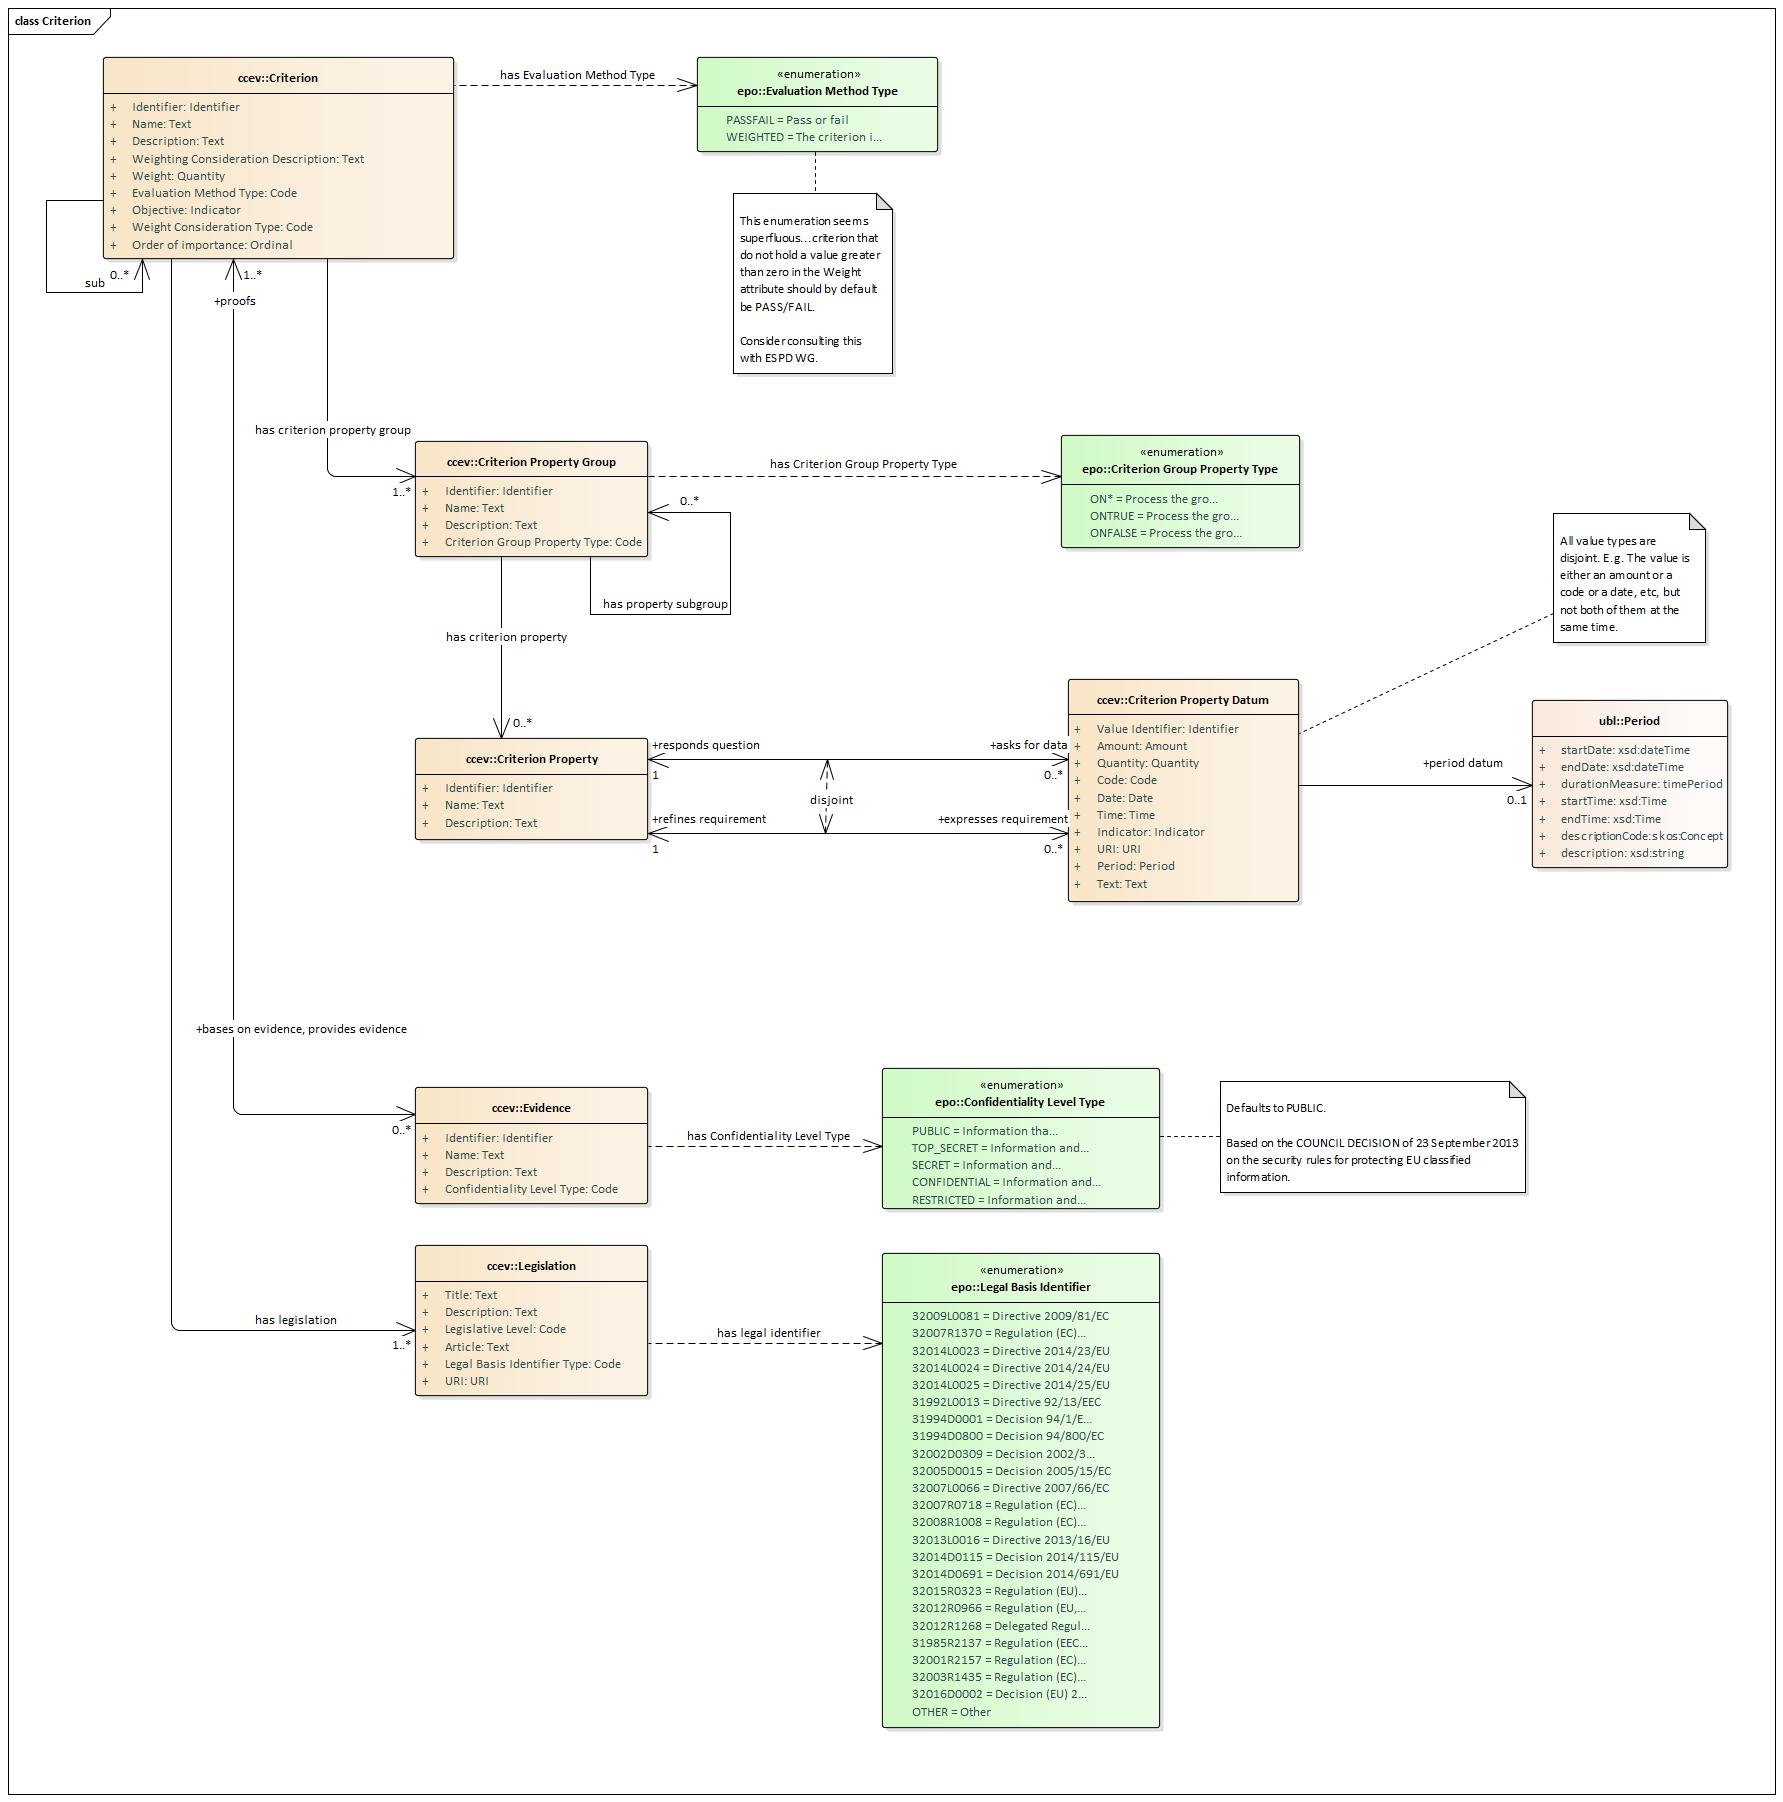 class Criterion
ccev::Criterion
+ Identifier: Identifier
+ Name: Text
+ Description: Text
+ Weighting Consideration Description: Text
+ Weight: Quantity
+ Evaluation Method Type: Code
+ Objective: Indicator
+ Weight Consideration Type: Code
+ Order of importance: Ordinal
has Evaluation Method Type
«enumeration»
epo::Evaluation Method Type
PASSFAIL = Pass or fail
WEIGHTED = The criterion i...
This enumeration seems
superfluous...criterion that
do not hold a value greater
than zero in the Weight
attribute should by default
be PASS/FAIL.
Consider consulting this
with ESPD WG.
sub
0..*
1..*
+proofs
has criterion property group
1..*
ccev::Criterion Property Group
+ Identifier: Identifier
+ Name: Text
+ Description: Text
+ Criterion Group Property Type: Code
has Criterion Group Property Type
0..*
has property subgroup
«enumeration»
epo::Criterion Group Property Type
ON* = Process the gro...
ONTRUE = Process the gro...
ONFALSE = Process the gro...
All value types are
disjoint. E.g. The value is
either an amount or a
code or a date, etc, but
not both of them at the
same time.
has criterion property
0..*
ccev::Criterion Property
+ Identifier: Identifier
+ Name: Text
+ Description: Text
+responds question
1
+asks for data
0..*
disjoint
+refines requirement
1
+expresses requirement
0..*
ccev::Criterion Property Datum
+ Value Identifier: Identifier
+ Amount: Amount
+ Quantity: Quantity
+ Code: Code
+ Date: Date
+ Time: Time
+ Indicator: Indicator
+ URI: URI
+ Period: Period
+ Text: Text
+period datum
0..1
ubl::Period
+ startDate: xsd:dateTime
+ endDate: xsd:dateTime
+ durationMeasure: timePeriod
+ startTime: xsd:Time
+ endTime: xsd:Time
+ descriptionCode:skos:Concept
+ description: xsd:string
+bases on evidence, provides evidence
0..*
ccev::Evidence
+ Identifier: Identifier
+ Name: Text
+ Description: Text
+ Confidentiality Level Type: Code
has Confidentiality Level Type
«enumeration»
epo::Confidentiality Level Type
PUBLIC = Information tha...
TOP_SECRET = Information and...
SECRET = Information and...
CONFIDENTIAL = Information and...
RESTRICTED = Information and...
Defaults to PUBLIC.
Based on the COUNCIL DECISION of 23 September 2013
on the security rules for protecting EU classified
information.
has legislation
1..*
ccev::Legislation
+ Title: Text
+ Description: Text
+ Legislative Level: Code
+ Article: Text
+ Legal Basis Identifier Type: Code
+ URI: URI
has legal identifier
«enumeration»
epo::Legal Basis Identifier
32009L0081 = Directive 2009/81/EC
32007R1370 = Regulation (EC)...
32014L0023 = Directive 2014/23/EU
32014L0024 = Directive 2014/24/EU
32014L0025 = Directive 2014/25/EU
31992L0013 = Directive 92/13/EEC
31994D0001 = Decision 94/1/E...
31994D0800 = Decision 94/800/EC
32002D0309 = Decision 2002/3...
32005D0015 = Decision 2005/15/EC
32007L0066 = Directive 2007/66/EC
32007R0718 = Regulation (EC)...
32008R1008 = Regulation (EC)...
32013L0016 = Directive 2013/16/EU
32014D0115 = Decision 2014/115/EU
32014D0691 = Decision 2014/691/EU
32015R0323 = Regulation (EU)...
32012R0966 = Regulation (EU,...
32012R1268 = Delegated Regul...
31985R2137 = Regulation (EEC...
32001R2157 = Regulation (EC)...
32003R1435 = Regulation (EC)...
32016D0002 = Decision (EU) 2...
OTHER = Other